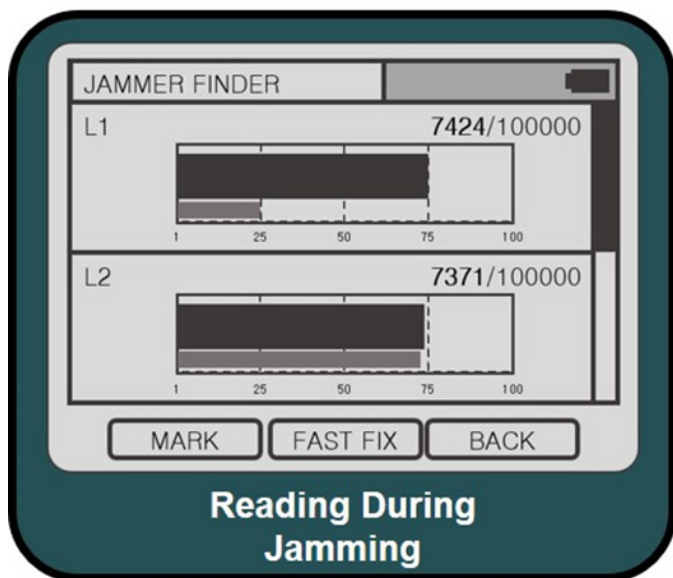 JAMMER FINDER
L1 7424/100000
1 25 50 75 100
L2 7371/100000
1 25 50 75 100
MARK FAST FIX BACK
Reading During
Jamming